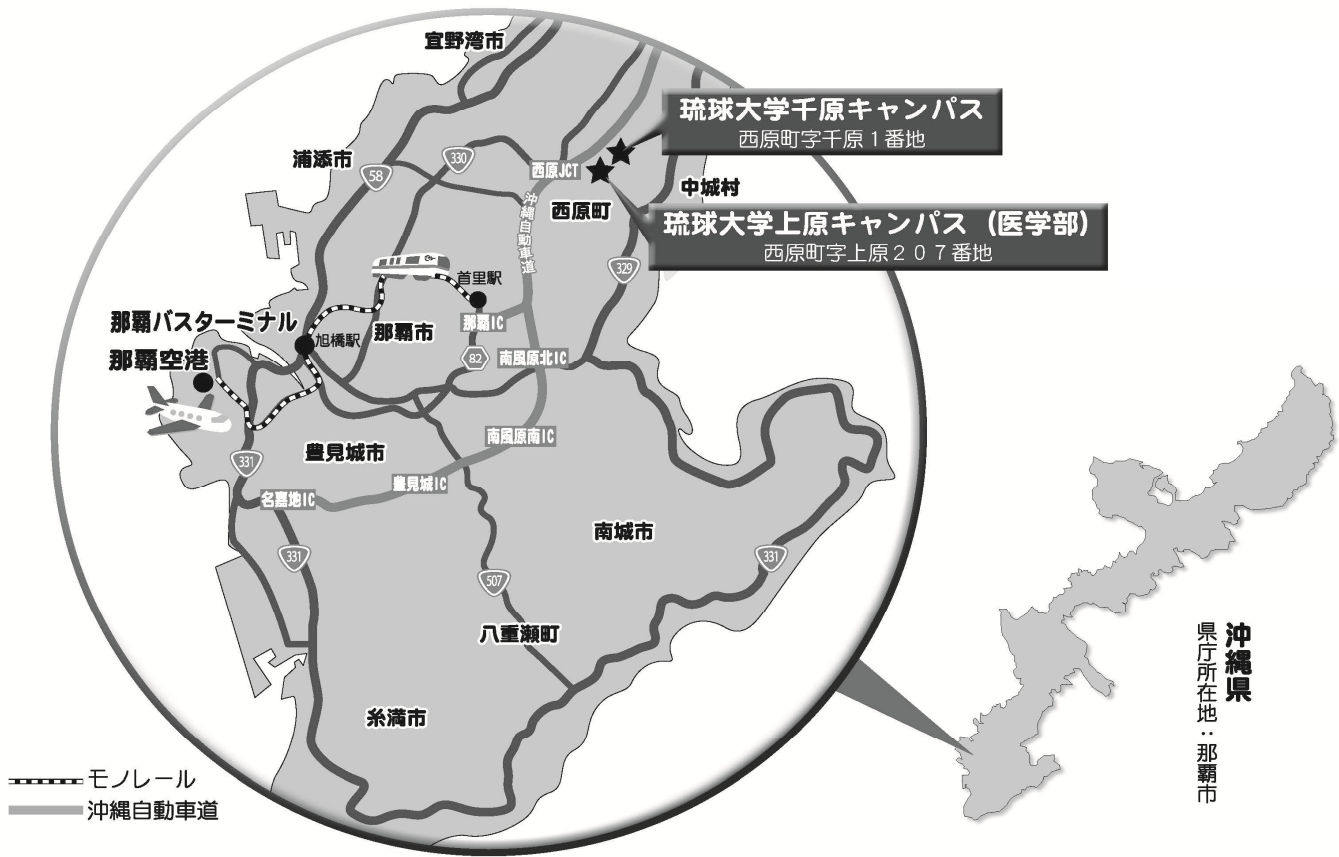 宜野湾市
琉球大学千原キャンパス
西原町字千原1番地
浦添市
330
58
西原JCT
中城村
沖縄自動車道
西原町
琉球大学上原キャンパス（医学部）
西原町字上原207番地
329
首里駅
那覇バスターミナル
那覇市
那覇IC
旭橋駅
那覇空港
82
南風原北IC
南風原南IC
豊見城市
331
豊見城IC
名嘉地IC
南城市
331
331
507
八重瀬町
糸満市
沖縄県
県庁所在地：那覇市
モノレール
沖縄自動車道